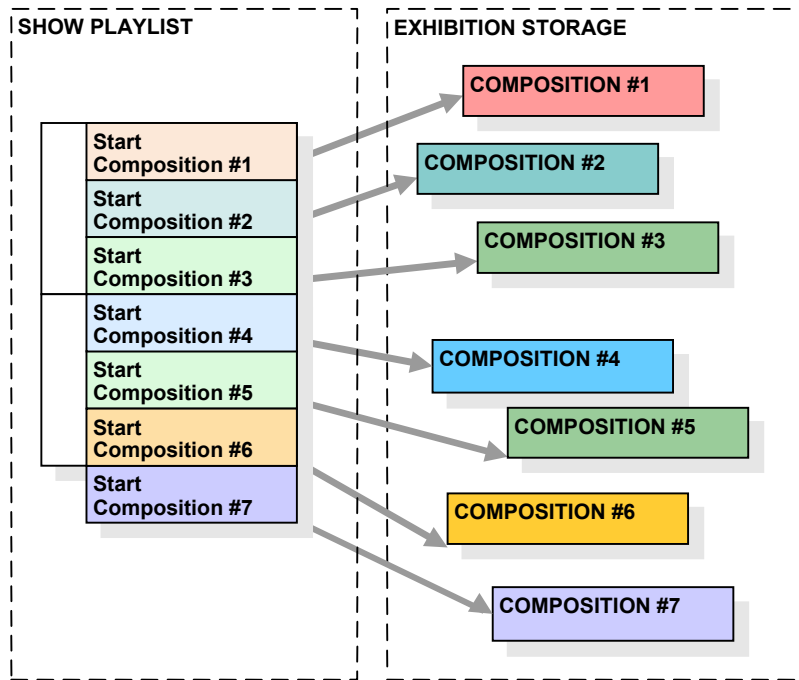 SHOW PLAYLIST
Start
Composition #1
Start
Composition #2
Start
Composition #3
Start
Composition #4
Start
Composition #5
Start
Composition #6
Start
Composition #7
EXHIBITION STORAGE
COMPOSITION #1
COMPOSITION #2
COMPOSITION #3
COMPOSITION #4
COMPOSITION #5
COMPOSITION #6
COMPOSITION #7